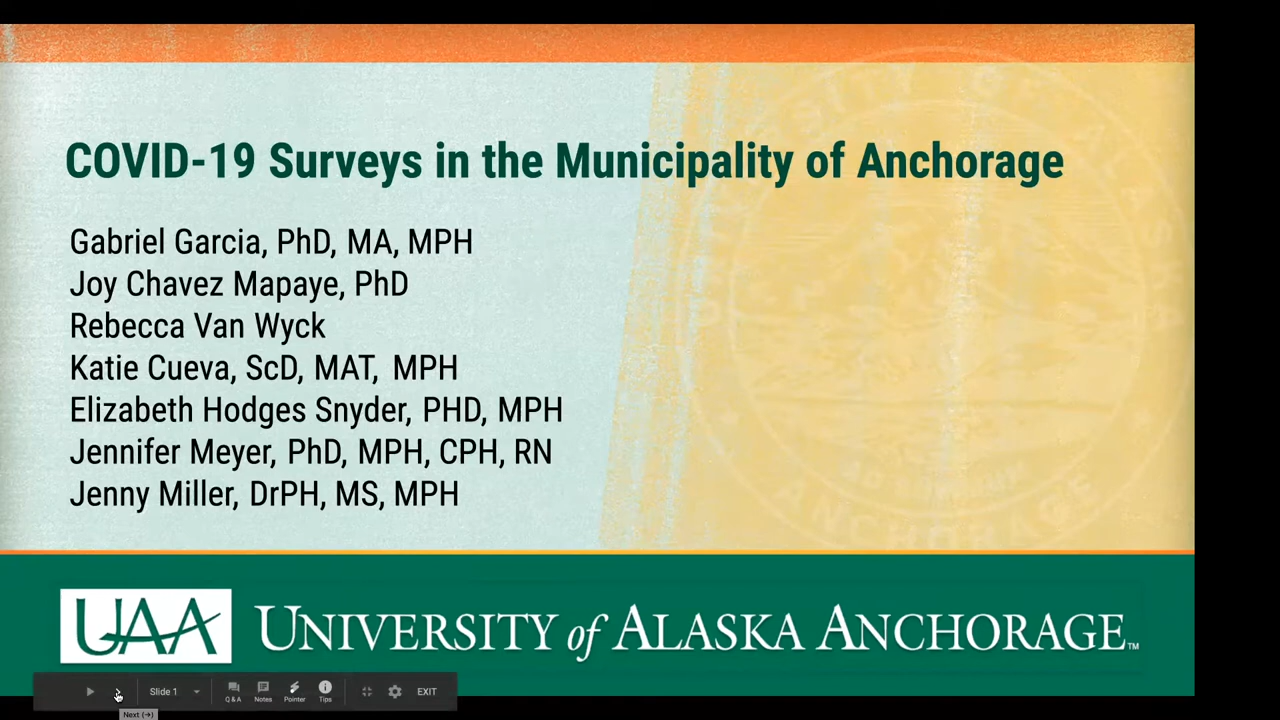 COVID-19 Surveys in the Municipality of Anchorage
Gabriel Garcia, PhD, MA, MPH
Joy Chavez Mapaye, PhD
Rebecca Van Wyck
Katie Cueva, ScD, MAT, MPH
Elizabeth Hodges Snyder, PHD, MPH
Jennifer Meyer, PhD, MPH, CPH, RN
Jenny Miller, DrPH, MS, MPH
ANCHORAGE
UAA UNIVERSITY of ALASKA ANCHORAGE™
Slide 1 Q & A Notes Pointer Tips EXIT
Next (→)